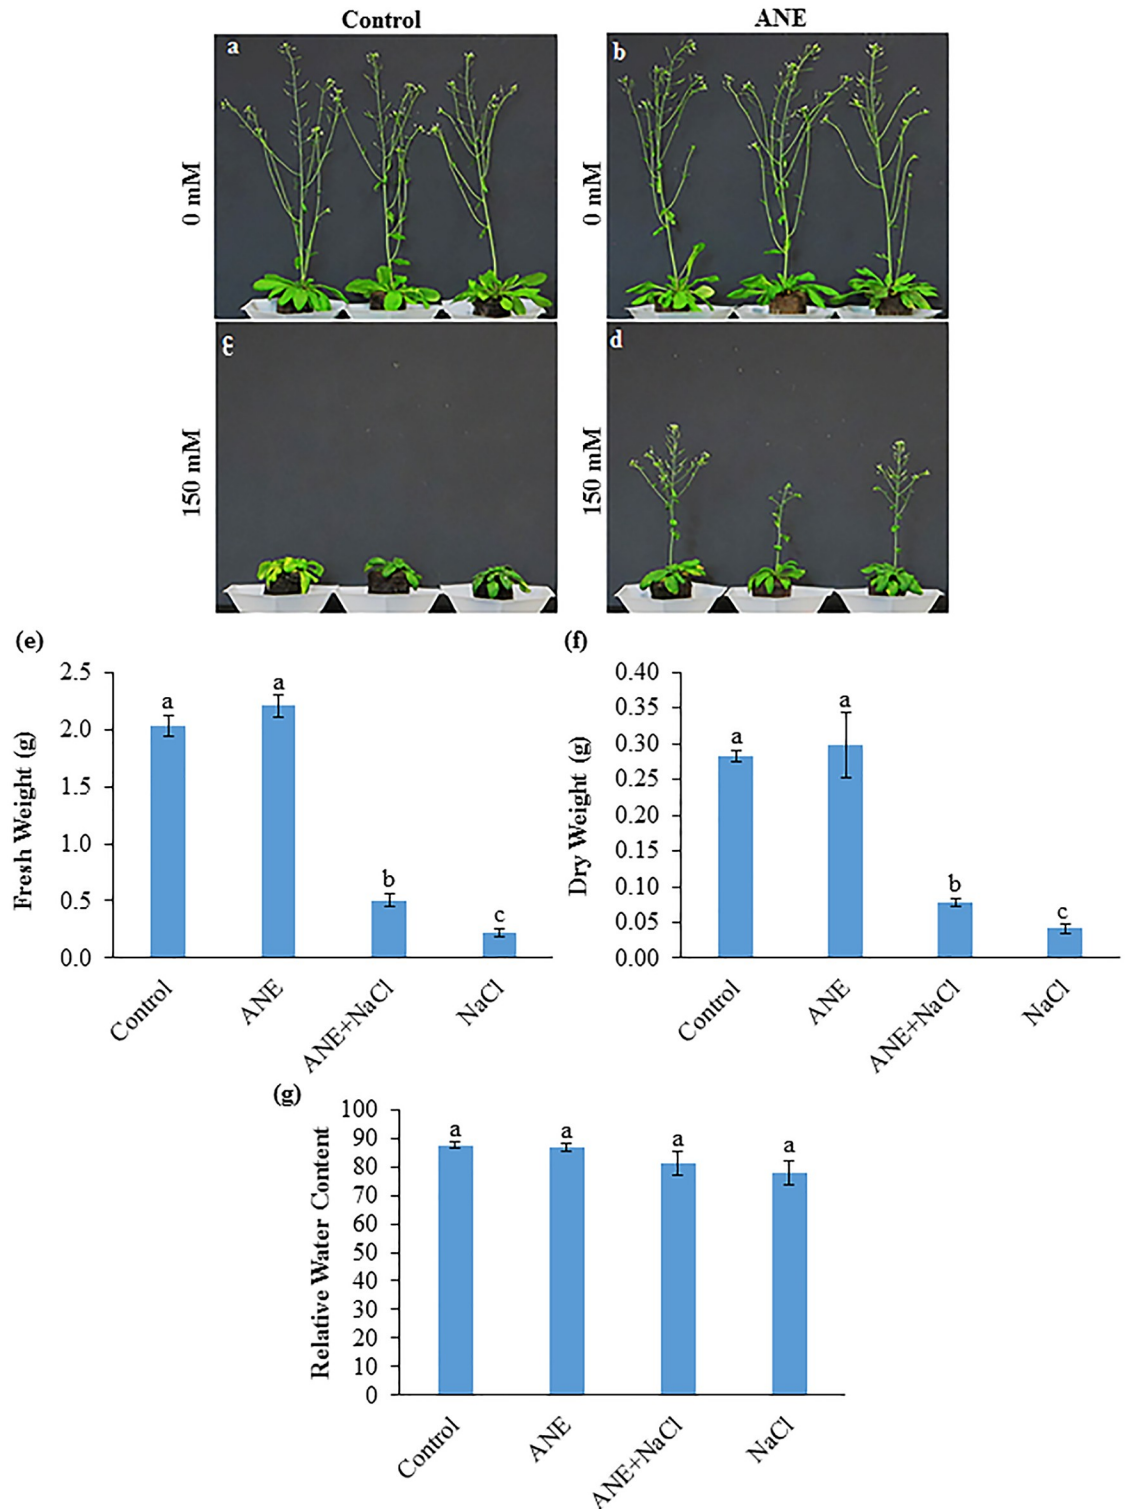 Control ANE
a b
0 mM 0 mM
c d
150 mM 150 mM
(e) (f)
Fresh Weight (g)
2.5
2.0
1.5
1.0
0.5
0.0
a a b c
Control ANE ANE+NaCl NaCl
Dry Weight (g)
0.40
0.35
0.30
0.25
0.20
0.15
0.10
0.05
0.00
a a b c
Control ANE ANE+NaCl NaCl
(g)
Relative Water Content
100
90
80
70
60
50
40
30
20
10
0
a a a a
Control ANE ANE+NaCl NaCl